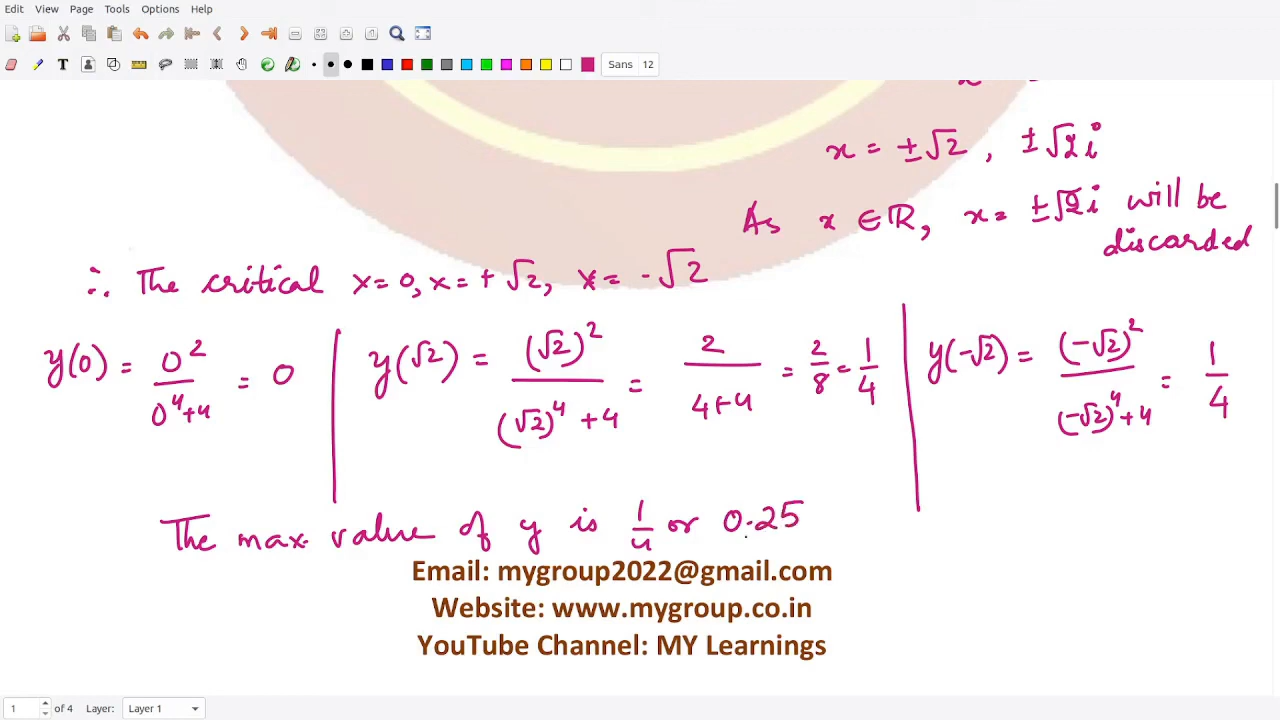 Edit View Page Tools Options Help
Sans 12
x = ±√2 , ±√2i
As x ∈ ℝ, x = ±√2i will be
discarded
∴ The critical x=0, x=+√2, x=-√2
y(0) = 0²/(0⁴+4) = 0
y(√2) = (√2)²/((√2)⁴+4) = 2/(4+4) = 2/8 = 1/4
y(-√2) = (-√2)²/((-√2)⁴+4) = 1/4
The max. value of y is 1/4 or 0.25
Email: mygroup2022@gmail.com
Website: www.mygroup.co.in
YouTube Channel: MY Learnings
1 of 4 Layer: Layer 1